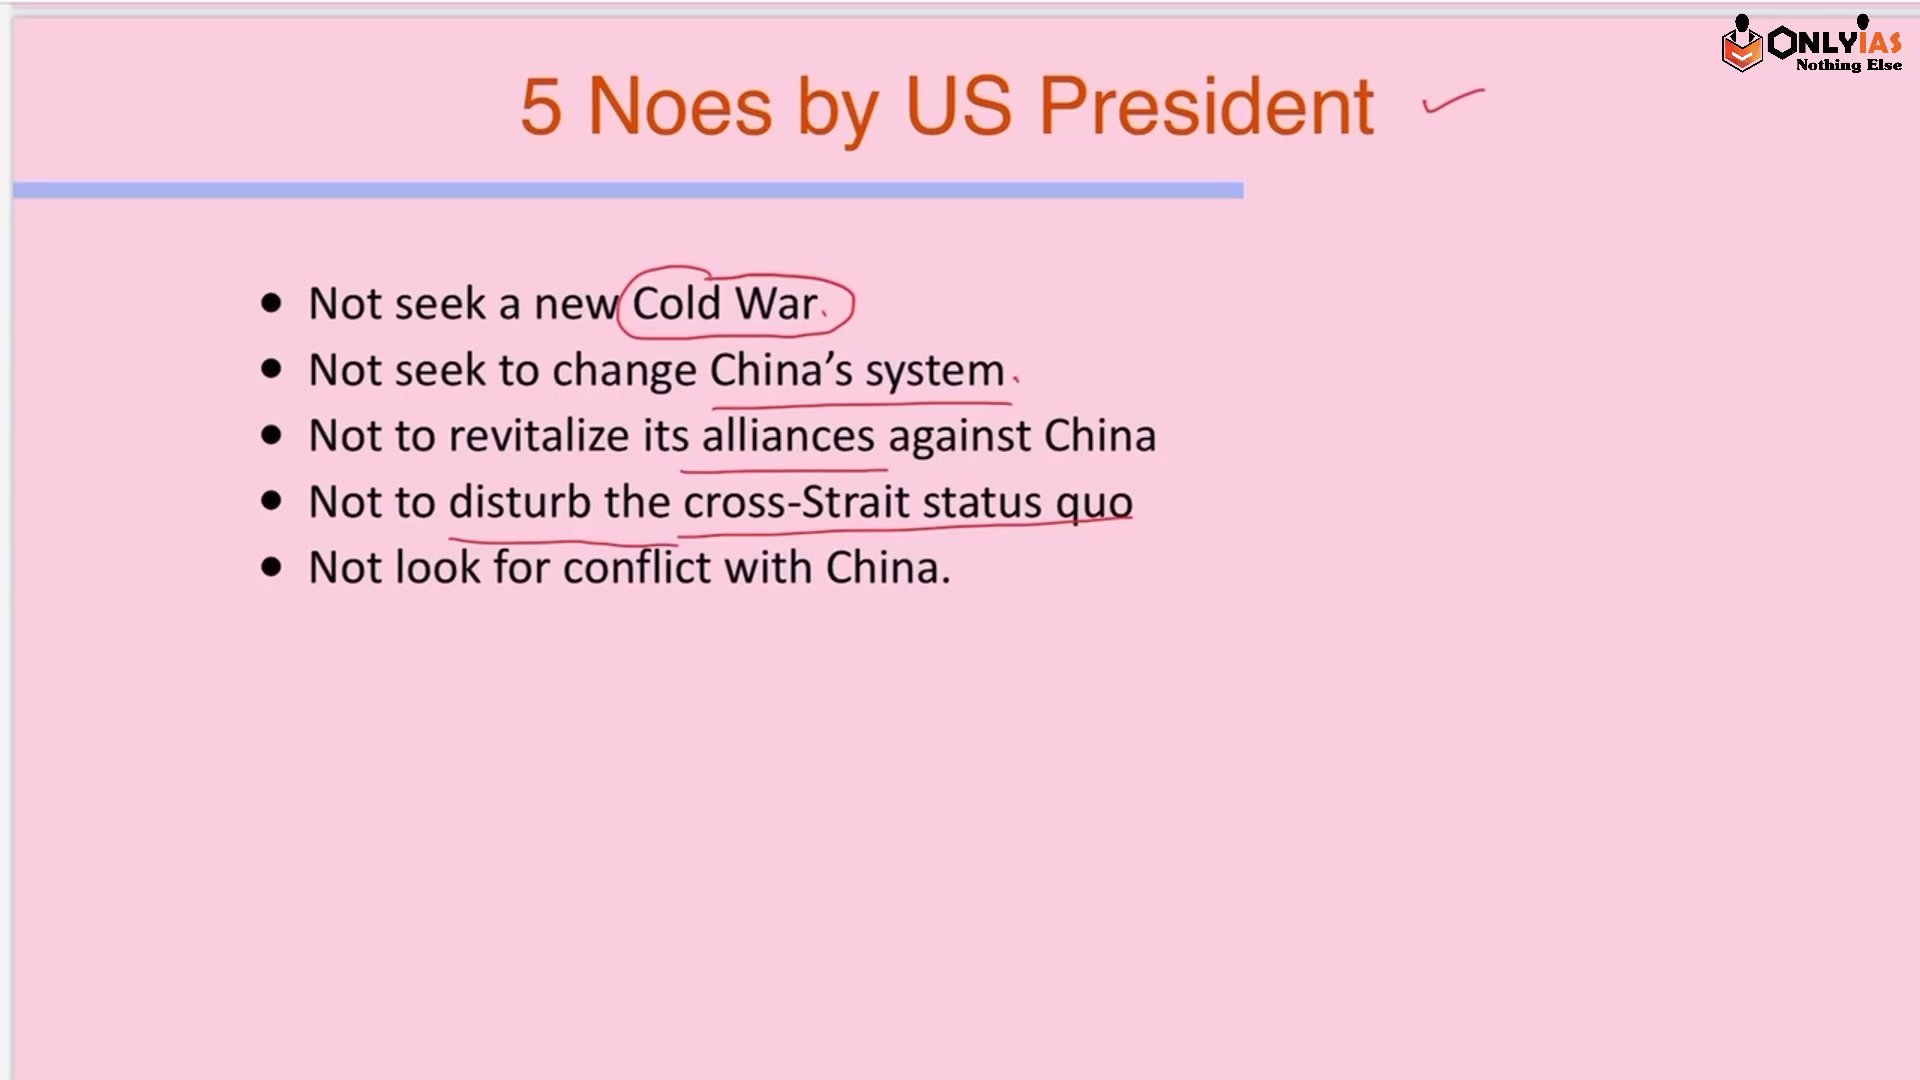 ONLYIAS
Nothing Else
5 Noes by US President
• Not seek a new Cold War.
• Not seek to change China’s system.
• Not to revitalize its alliances against China
• Not to disturb the cross-Strait status quo
• Not look for conflict with China.